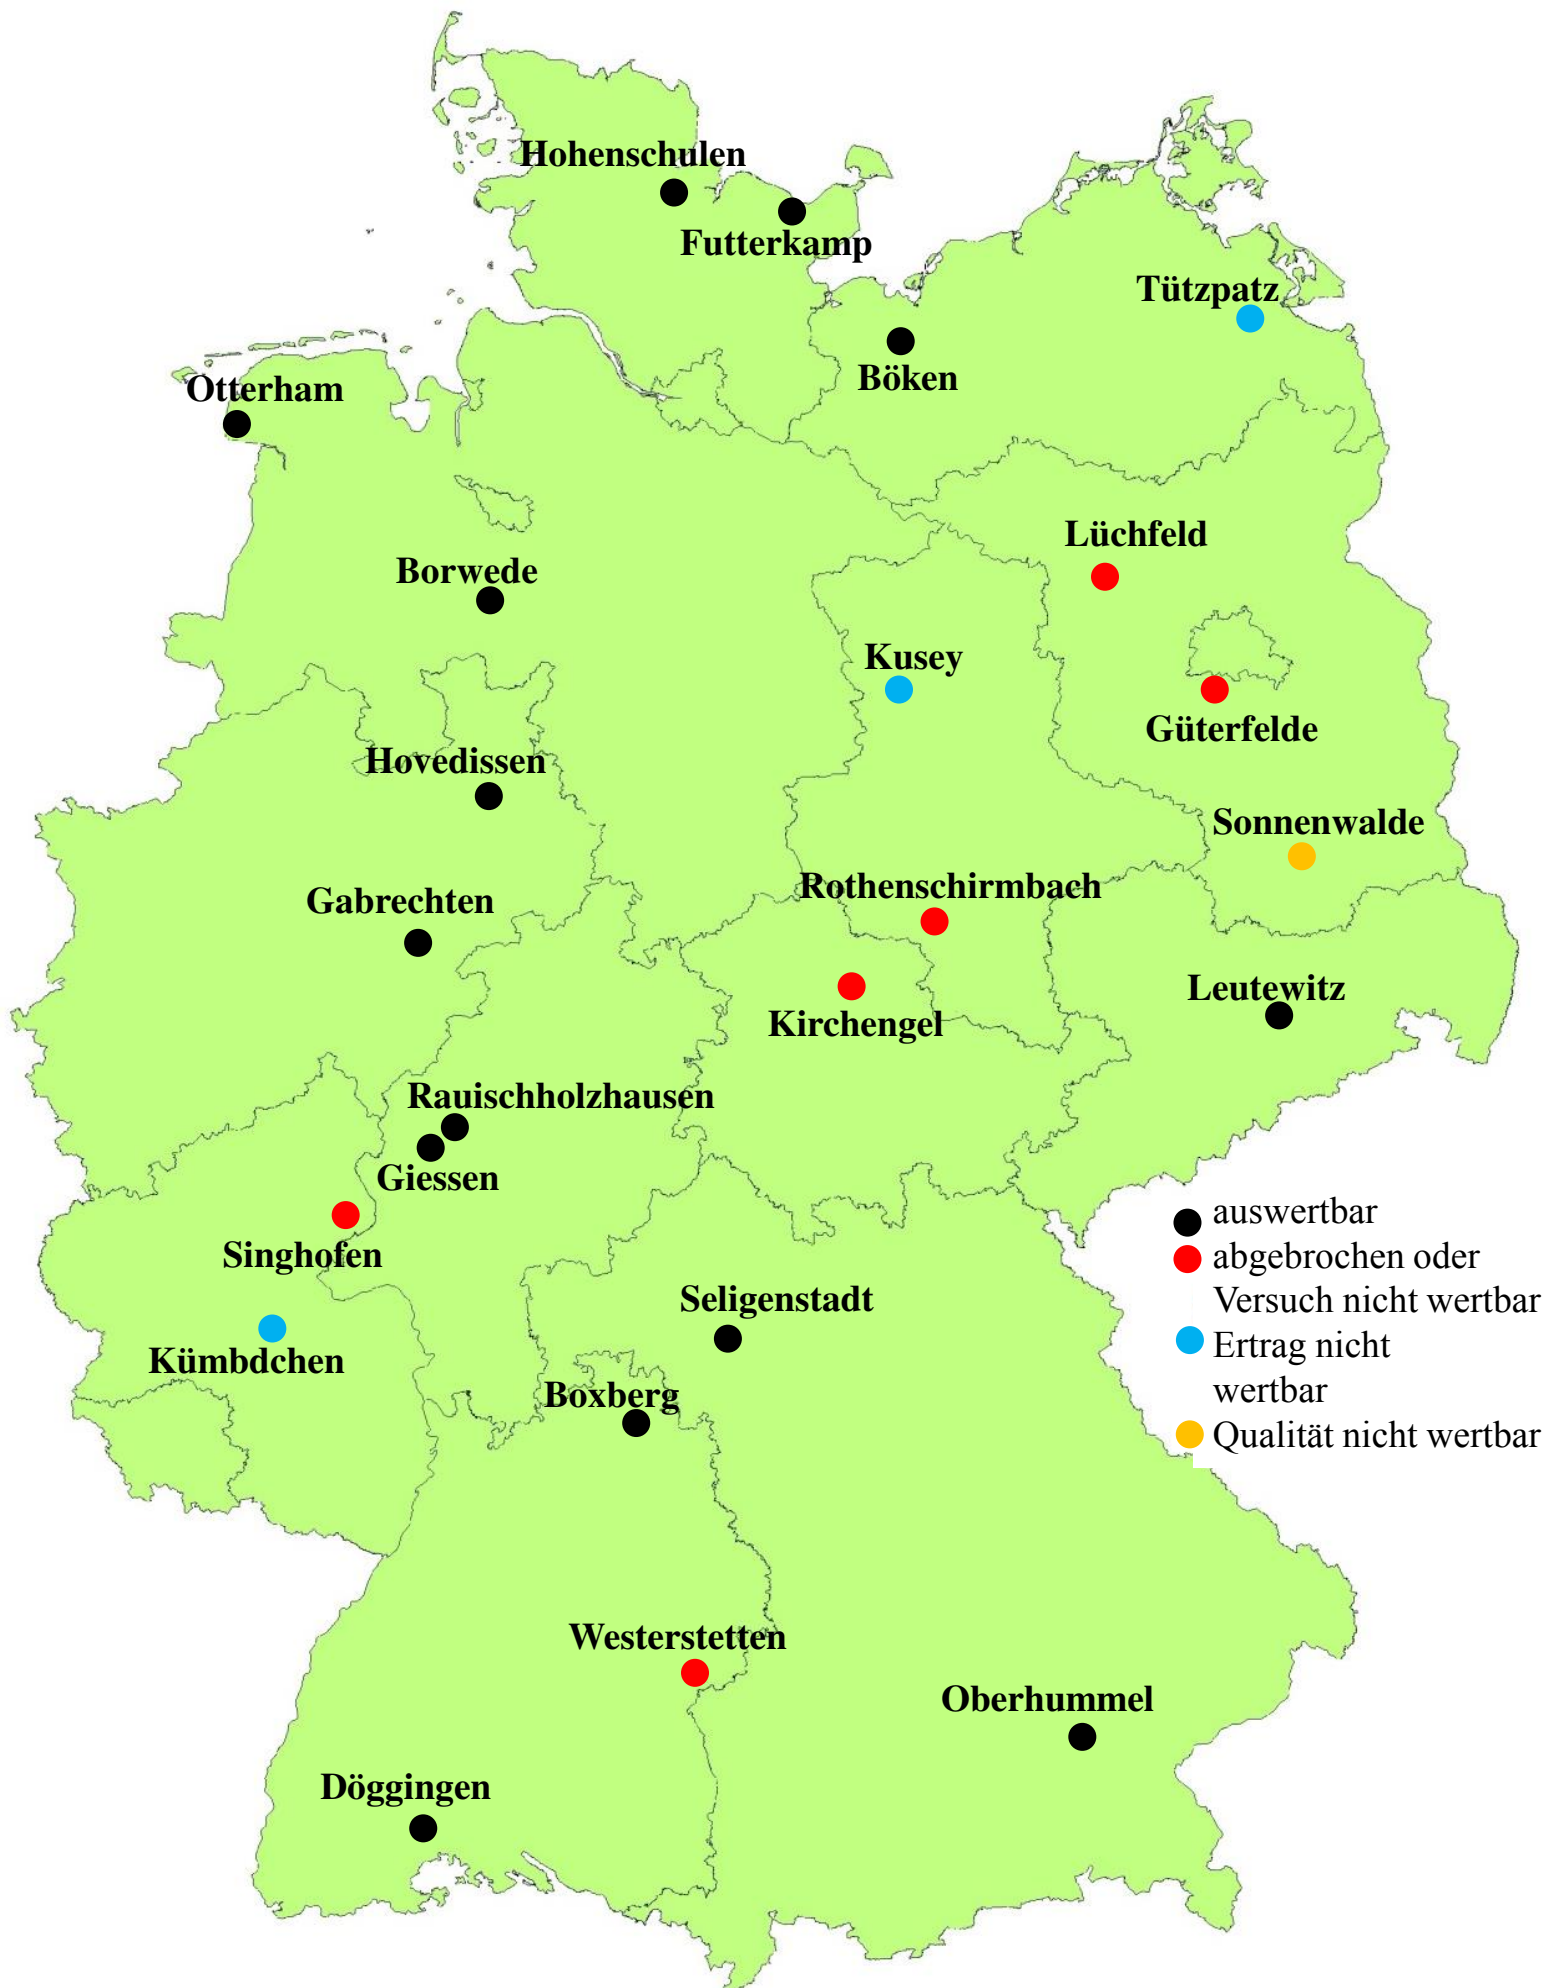 Hohenschulen
Futterkamp
Tützpatz
Böken
Otterham
Lüchfeld
Borwede
Kusey
Güterfelde
Hovedissen
Sonnenwalde
Rothenschirmbach
Gabrechten
Leutewitz
Kirchengel
Rauischholzhausen
Giessen
Singhofen
Kümbdchen
Seligenstadt
Boxberg
Westerstetten
Oberhummel
Döggingen
auswertbar
abgebrochen oder
Versuch nicht wertbar
Ertrag nicht
wertbar
Qualität nicht wertbar